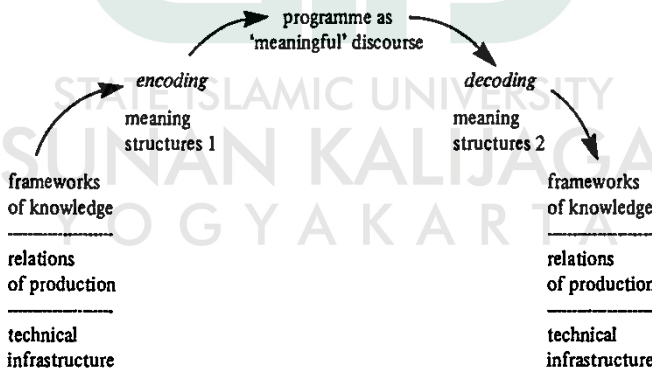 programme as
'meaningful' discourse
encoding
decoding
meaning
structures 1
meaning
structures 2
frameworks
of knowledge
relations
of production
technical
infrastructure
frameworks
of knowledge
relations
of production
technical
infrastructure
STATE ISLAMIC UNIVERSITY
SUNAN KALIJAGA
YOGYAKARTA